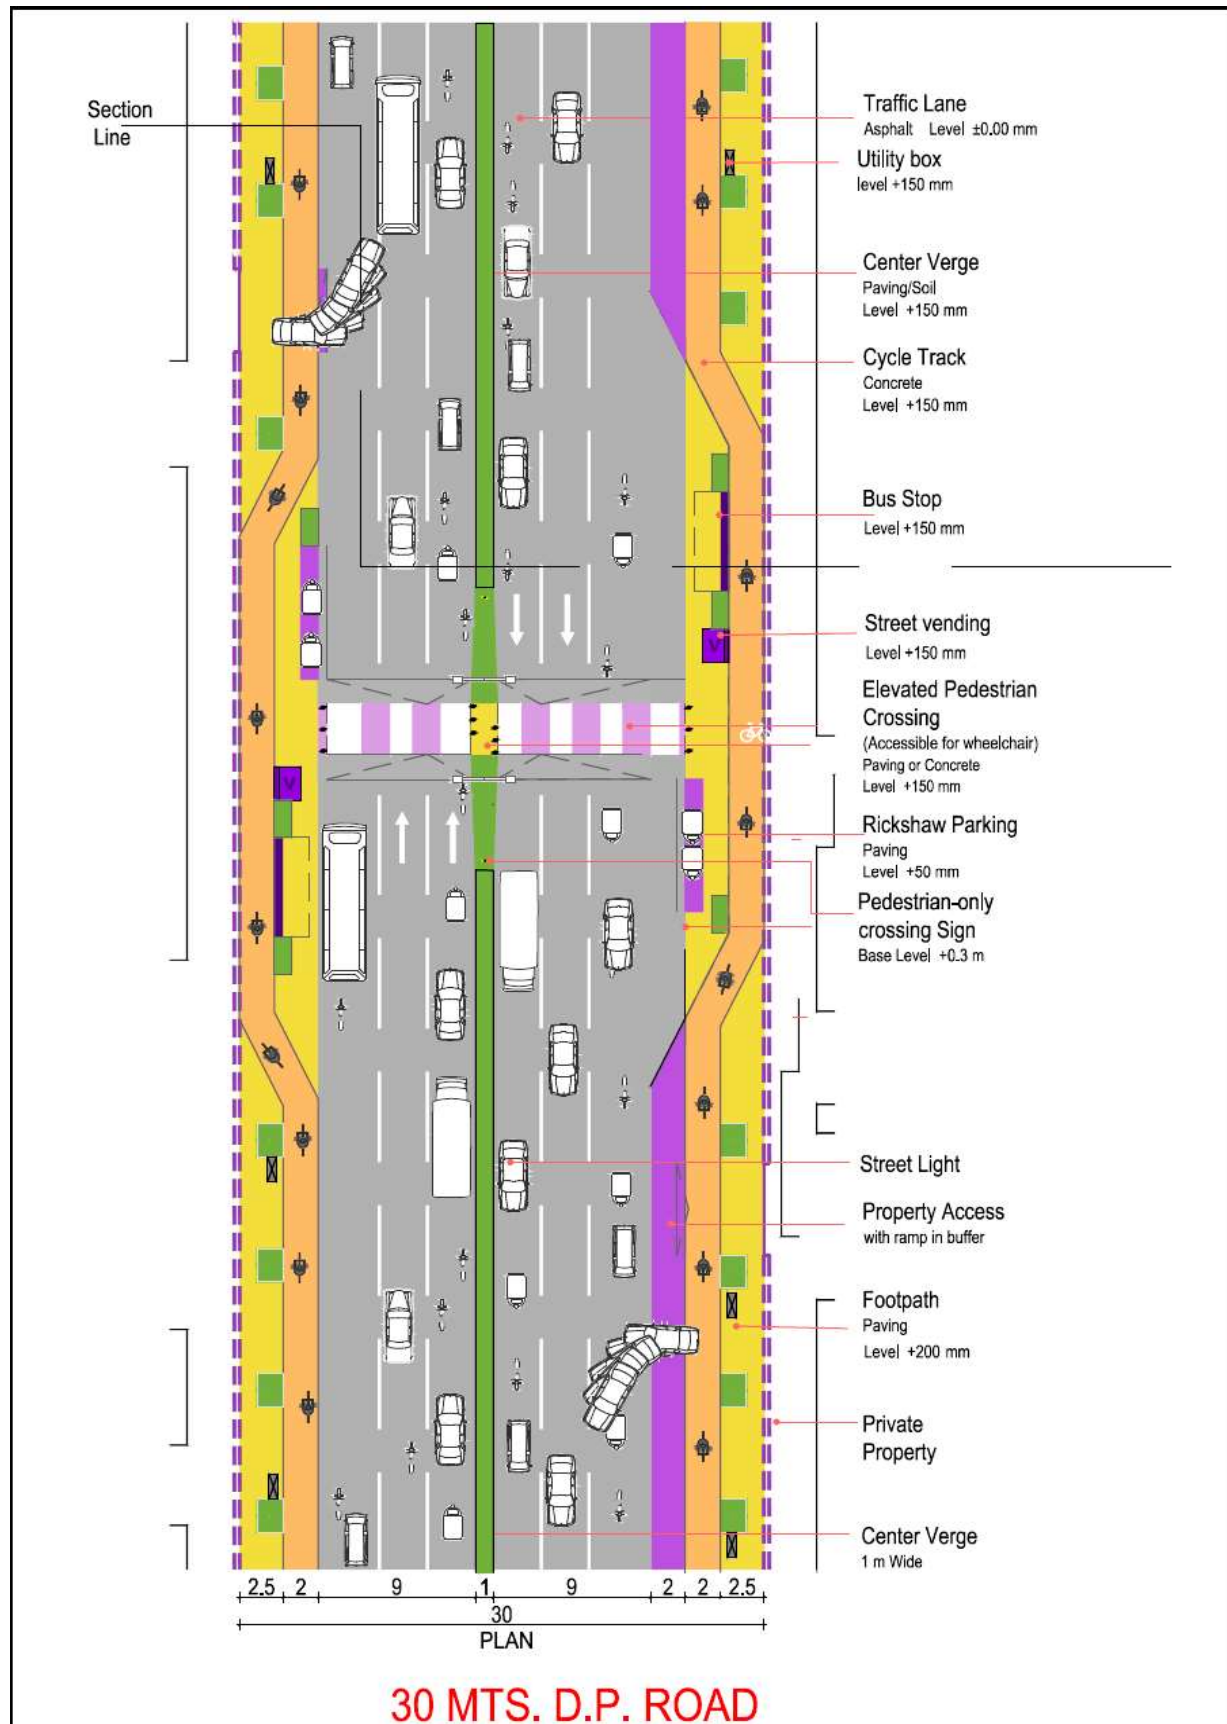 Section
Line
Traffic Lane
Asphalt Level ±0.00 mm
Utility box
level +150 mm
Center Verge
Paving/Soil
Level +150 mm
Cycle Track
Concrete
Level +150 mm
Bus Stop
Level +150 mm
Street vending
Level +150 mm
V
Elevated Pedestrian
Crossing
(Accessible for wheelchair)
Paving or Concrete
Level +150 mm
V
Rickshaw Parking
Paving
Level +50 mm
Pedestrian-only
crossing Sign
Base Level +0.3 m
Street Light
Property Access
with ramp in buffer
Footpath
Paving
Level +200 mm
Private
Property
Center Verge
1 m Wide
2.5 2 9 1 9 2 2 2.5
30
PLAN
30 MTS. D.P. ROAD